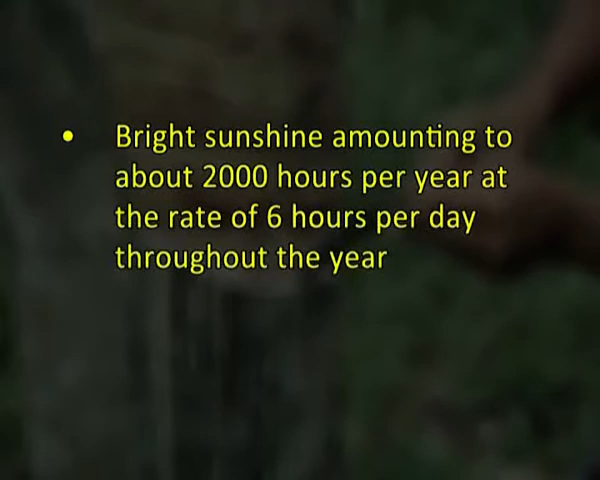 • Bright sunshine amounting to
about 2000 hours per year at
the rate of 6 hours per day
throughout the year